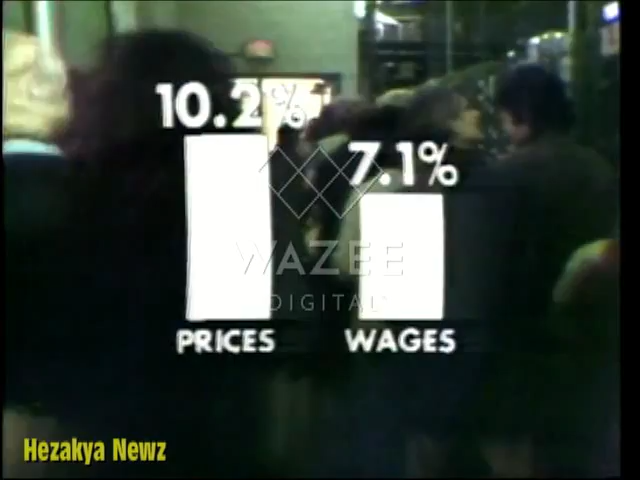 10.2%
7.1%
WAZEE
DIGITAL
PRICES
WAGES
Hezakya Newz